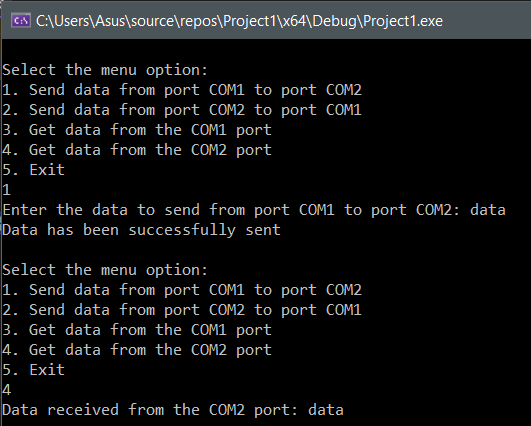 C:\Users\Asus\source\repos\Project1\x64\Debug\Project1.exe
Select the menu option:
1. Send data from port COM1 to port COM2
2. Send data from port COM2 to port COM1
3. Get data from the COM1 port
4. Get data from the COM2 port
5. Exit
1
Enter the data to send from port COM1 to port COM2: data
Data has been successfully sent
Select the menu option:
1. Send data from port COM1 to port COM2
2. Send data from port COM2 to port COM1
3. Get data from the COM1 port
4. Get data from the COM2 port
5. Exit
4
Data received from the COM2 port: data